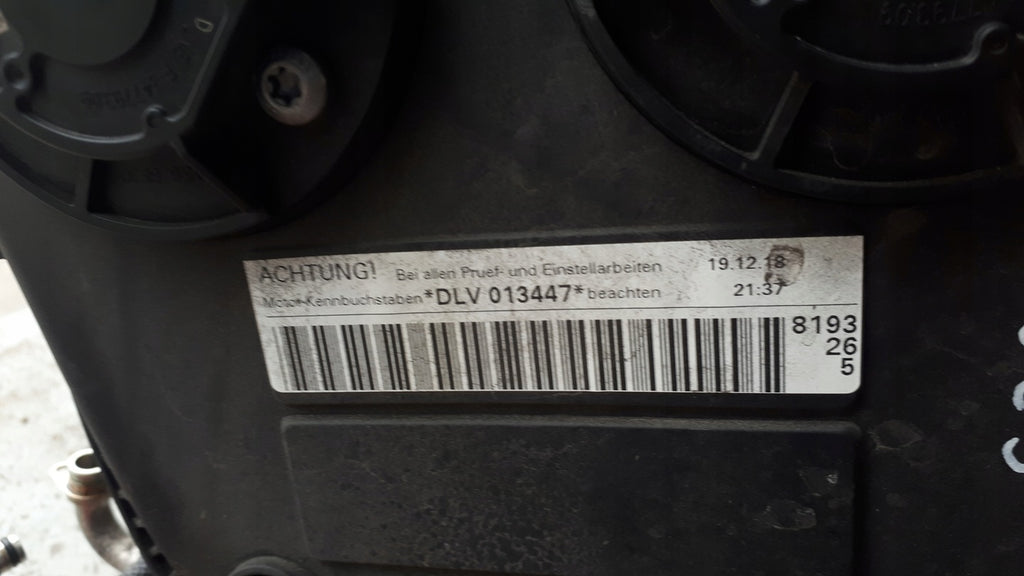 ACHTUNG! Bei allen Pruef- und Einstellarbeiten 19.12.18
Motor-Kennbuchstaben *DLV 013447* beachten 21:37
8193
26
5